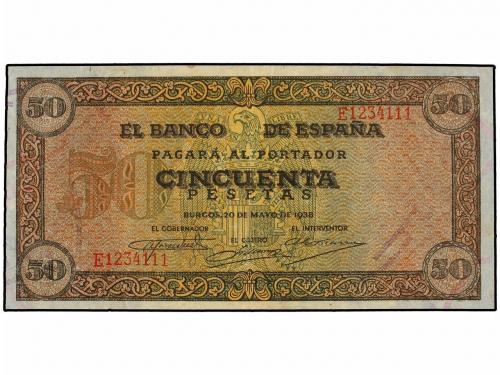 50
50
E1234111
EL BANCO DE ESPAÑA
PAGARÁ AL PORTADOR
50
CINCUENTA
PESETAS
BURGOS, 20 DE MAYO DE 1938
EL GOBERNADOR
EL INTERVENTOR
EL CAJERO
E1234111
50
50